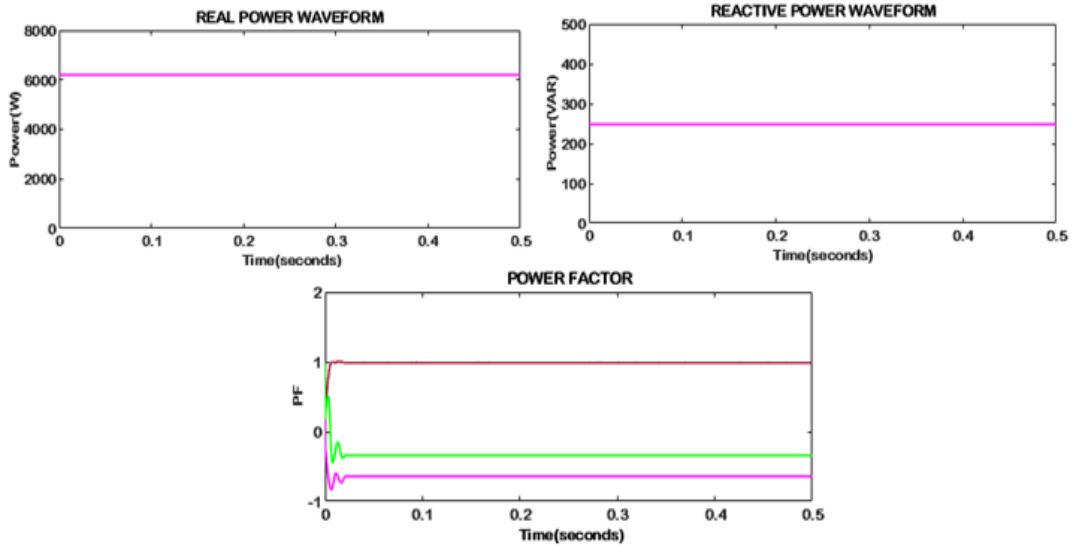 REAL POWER WAVEFORM
8000
6000
4000
2000
0
Power(W)
0 0.1 0.2 0.3 0.4 0.5
Time(seconds)
REACTIVE POWER WAVEFORM
500
400
300
200
100
0
Power(VAR)
0 0.1 0.2 0.3 0.4 0.5
Time(seconds)
POWER FACTOR
2
1
0
-1
PF
0 0.1 0.2 0.3 0.4 0.5
Time(seconds)